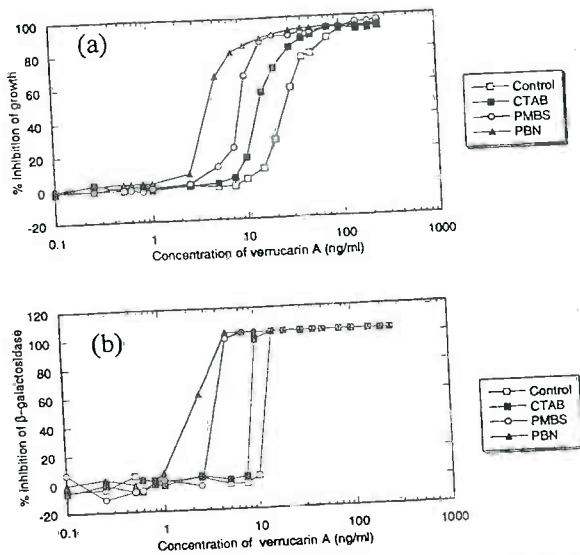 (a)
% inhibition of growth
100
80
60
40
20
0
-20
0.1
1
10
100
1000
Concentration of verrucarin A (ng/ml)
Control
CTAB
PMBS
PBN
(b)
% inhibition of β-galactosidase
120
100
80
60
40
20
0
-20
0.1
1
10
100
1000
Concentration of verrucarin A (ng/ml)
Control
CTAB
PMBS
PBN